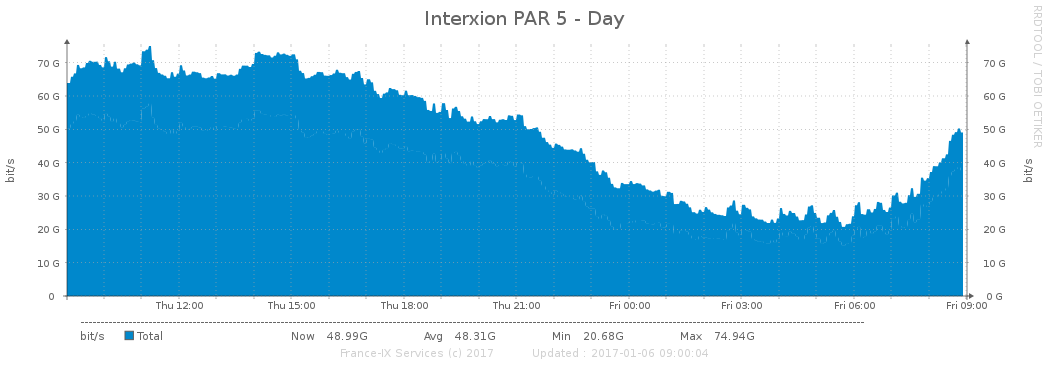 Interxion PAR 5 - Day
RRDTOOL / TOBI OETIKER
bit/s
70 G 70 G
60 G 60 G
50 G 50 G
40 G 40 G
30 G 30 G
20 G 20 G
10 G 10 G
0 0 G
bit/s
Thu 12:00 Thu 15:00 Thu 18:00 Thu 21:00 Fri 00:00 Fri 03:00 Fri 06:00 Fri 09:00
bit/s Total Now 48.99G Avg 48.31G Min 20.68G Max 74.94G
France-IX Services (c) 2017 Updated : 2017-01-06 09:00:04